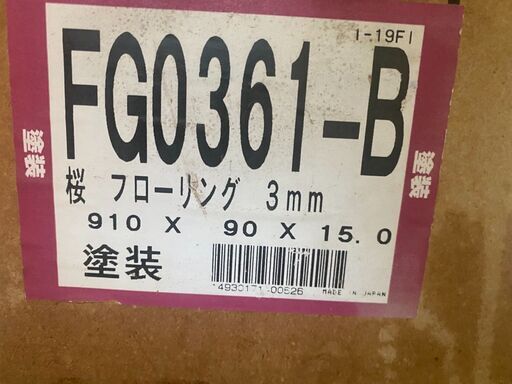 1-19F1
FG0361-B
塗装
塗装
桜 フローリング 3mm
910 X 90 X 15.0
塗装
MADE IN JAPAN